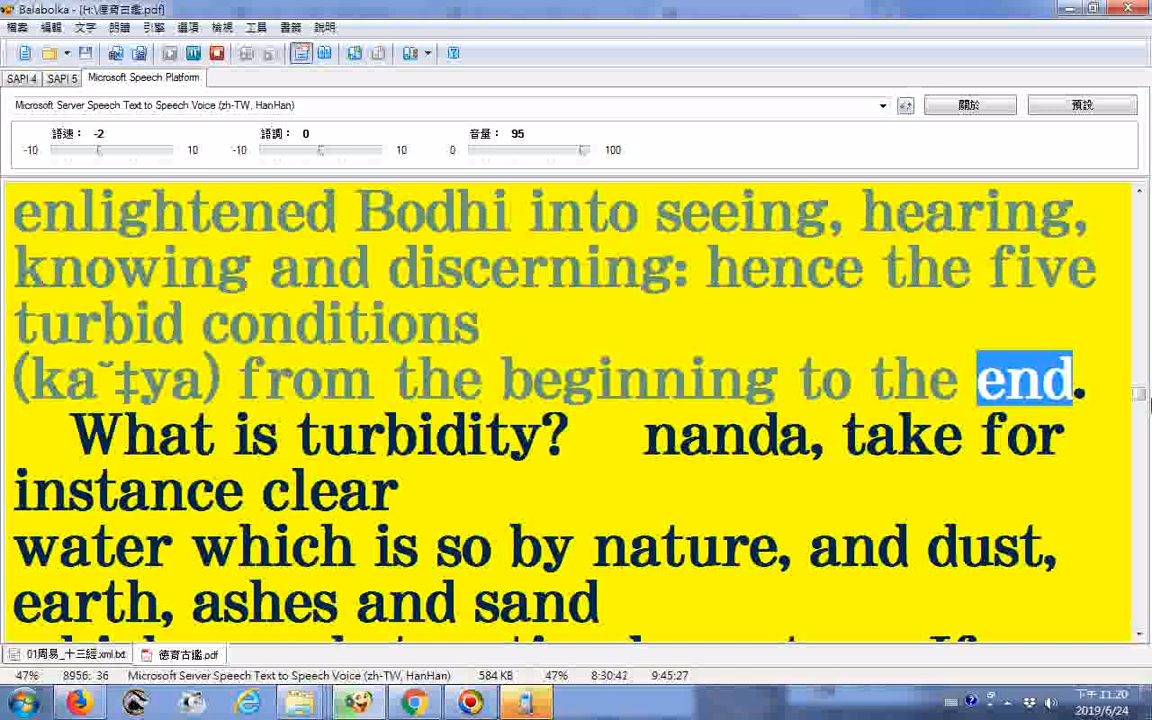 Balabolka - [H:\德育古鑑.pdf]
檔案 編輯 文字 朗讀 引擎 選項 檢視 工具 書籤 說明
SAPI 4 SAPI 5 Microsoft Speech Platform
Microsoft Server Speech Text to Speech Voice (zh-TW, HanHan) 關於 預設
語速： -2 語調： 0 音量： 95
-10 10 -10 10 0 100
enlightened Bodhi into seeing, hearing,
knowing and discerning: hence the five
turbid conditions
(ka˘‡ya) from the beginning to the end.
What is turbidity? nanda, take for
instance clear
water which is so by nature, and dust,
earth, ashes and sand
01周易_十三經.xml.txt 德育古鑑.pdf
47% 8956: 36 Microsoft Server Speech Text to Speech Voice (zh-TW, HanHan) 584 KB 47% 8:30:42 9:45:27
下午 11:20
2019/6/24